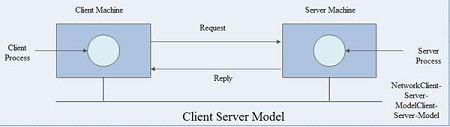 Client Machine
Server Machine
Client
Process
Request
Server
Process
Reply
NetworkClient-
Server-
ModelClient-
Server-Model
Client Server Model